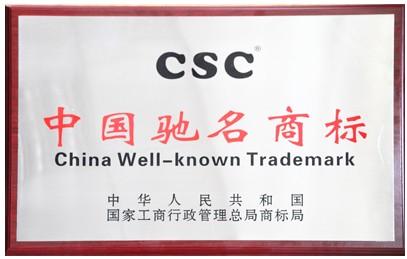 CSC®
中国驰名商标
China Well-known Trademark
中华人民共和国
国家工商行政管理总局商标局